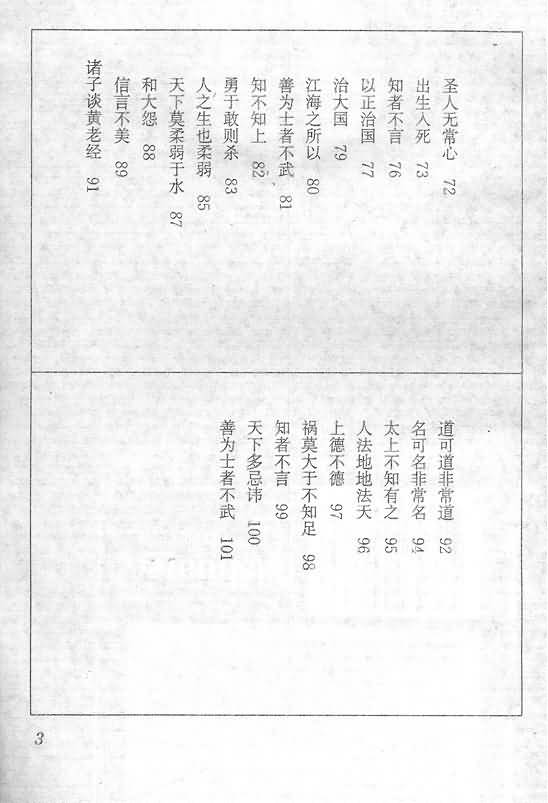 圣人无常心 72
出生入死 73
知者不言 76
以正治国 77
治大国 79
江海之所以 80
善为士者不武 81
知不知上 82
勇于敢则杀 83
人之生也柔弱 85
天下莫柔弱于水 87
和大怨 88
信言不美 89
诸子谈黄老经 91
道可道非常道 92
名可名非常名 94
太上不知有之 95
人法地地法天 96
上德不德 97
祸莫大于不知足 98
知者不言 99
天下多忌讳 100
善为士者不武 101
3